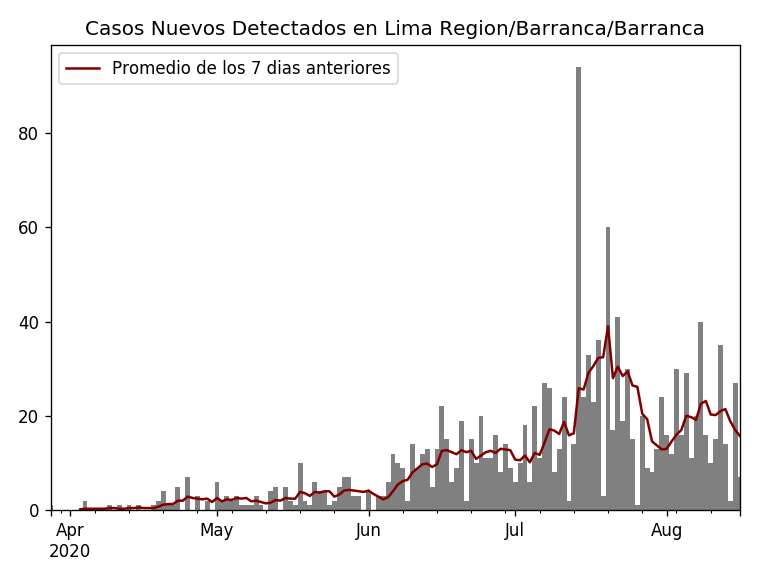 Casos Nuevos Detectados en Lima Region/Barranca/Barranca
Promedio de los 7 dias anteriores
80
60
40
20
0
Apr May Jun Jul Aug
2020